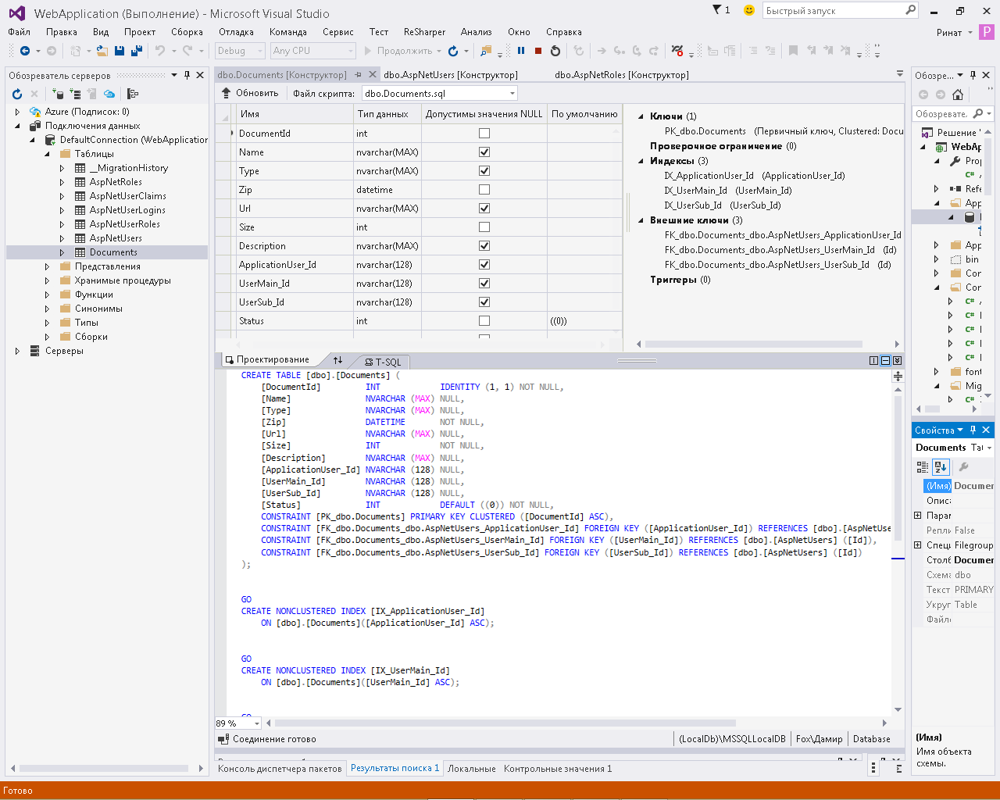 WebApplication (Выполнение) - Microsoft Visual Studio
1
Быстрый запуск
Файл Правка Вид Проект Сборка Отладка Команда Сервис Тест ReSharper Анализ Окно Справка
Ринат P
Debug Any CPU Продолжить
Обозреватель серверов
Azure (Подписок: 0)
Подключения данных
DefaultConnection (WebApplication
Таблицы
__MigrationHistory
AspNetRoles
AspNetUserClaims
AspNetUserLogins
AspNetUserRoles
AspNetUsers
Documents
Представления
Хранимые процедуры
Функции
Синонимы
Типы
Сборки
Серверы
dbo.Documents [Конструктор] dbo.AspNetUsers [Конструктор] dbo.AspNetRoles [Конструктор]
Обновить Файл скрипта: dbo.Documents.sql
Имя Тип данных Допустимы значения NULL По умолчанию
DocumentId int
Name nvarchar(MAX)
Type nvarchar(MAX)
Zip datetime
Url nvarchar(MAX)
Size int
Description nvarchar(MAX)
ApplicationUser_Id nvarchar(128)
UserMain_Id nvarchar(128)
UserSub_Id nvarchar(128)
Status int ((0))
Ключи (1)
PK_dbo.Documents (Первичный ключ, Clustered: Docu
Проверочное ограничение (0)
Индексы (3)
IX_ApplicationUser_Id (ApplicationUser_Id)
IX_UserMain_Id (UserMain_Id)
IX_UserSub_Id (UserSub_Id)
Внешние ключи (3)
FK_dbo.Documents_dbo.AspNetUsers_ApplicationUser_Id
FK_dbo.Documents_dbo.AspNetUsers_UserMain_Id (Id)
FK_dbo.Documents_dbo.AspNetUsers_UserSub_Id (Id)
Триггеры (0)
Проектирование T-SQL
CREATE TABLE [dbo].[Documents] (
[DocumentId] INT IDENTITY (1, 1) NOT NULL,
[Name] NVARCHAR (MAX) NULL,
[Type] NVARCHAR (MAX) NULL,
[Zip] DATETIME NOT NULL,
[Url] NVARCHAR (MAX) NULL,
[Size] INT NOT NULL,
[Description] NVARCHAR (MAX) NULL,
[ApplicationUser_Id] NVARCHAR (128) NULL,
[UserMain_Id] NVARCHAR (128) NULL,
[UserSub_Id] NVARCHAR (128) NULL,
[Status] INT DEFAULT ((0)) NOT NULL,
CONSTRAINT [PK_dbo.Documents] PRIMARY KEY CLUSTERED ([DocumentId] ASC),
CONSTRAINT [FK_dbo.Documents_dbo.AspNetUsers_ApplicationUser_Id] FOREIGN KEY ([ApplicationUser_Id]) REFERENCES [dbo].[AspNetUse
CONSTRAINT [FK_dbo.Documents_dbo.AspNetUsers_UserMain_Id] FOREIGN KEY ([UserMain_Id]) REFERENCES [dbo].[AspNetUsers] ([Id]),
CONSTRAINT [FK_dbo.Documents_dbo.AspNetUsers_UserSub_Id] FOREIGN KEY ([UserSub_Id]) REFERENCES [dbo].[AspNetUsers] ([Id])
);
GO
CREATE NONCLUSTERED INDEX [IX_ApplicationUser_Id]
ON [dbo].[Documents]([ApplicationUser_Id] ASC);
GO
CREATE NONCLUSTERED INDEX [IX_UserMain_Id]
ON [dbo].[Documents]([UserMain_Id] ASC);
GO
89 %
Соединение готово (LocalDb)\MSSQLLocalDB Fox\Дамир Database
Консоль диспетчера пакетов Результаты поиска 1 Локальные Контрольные значения 1
Обозре...
Обозревате.
Решение
WebAp
Prop
Refe
App
App
bin
Con
Con
font
Mig
Свойства
Documents
(Имя) Documen
Опис
Парам
Репли False
Спец Filegroup
Столб Documen
Схема dbo
Текст PRIMARY
Укруп Table
Файло
(Имя)
Имя объекта
схемы.
Готово